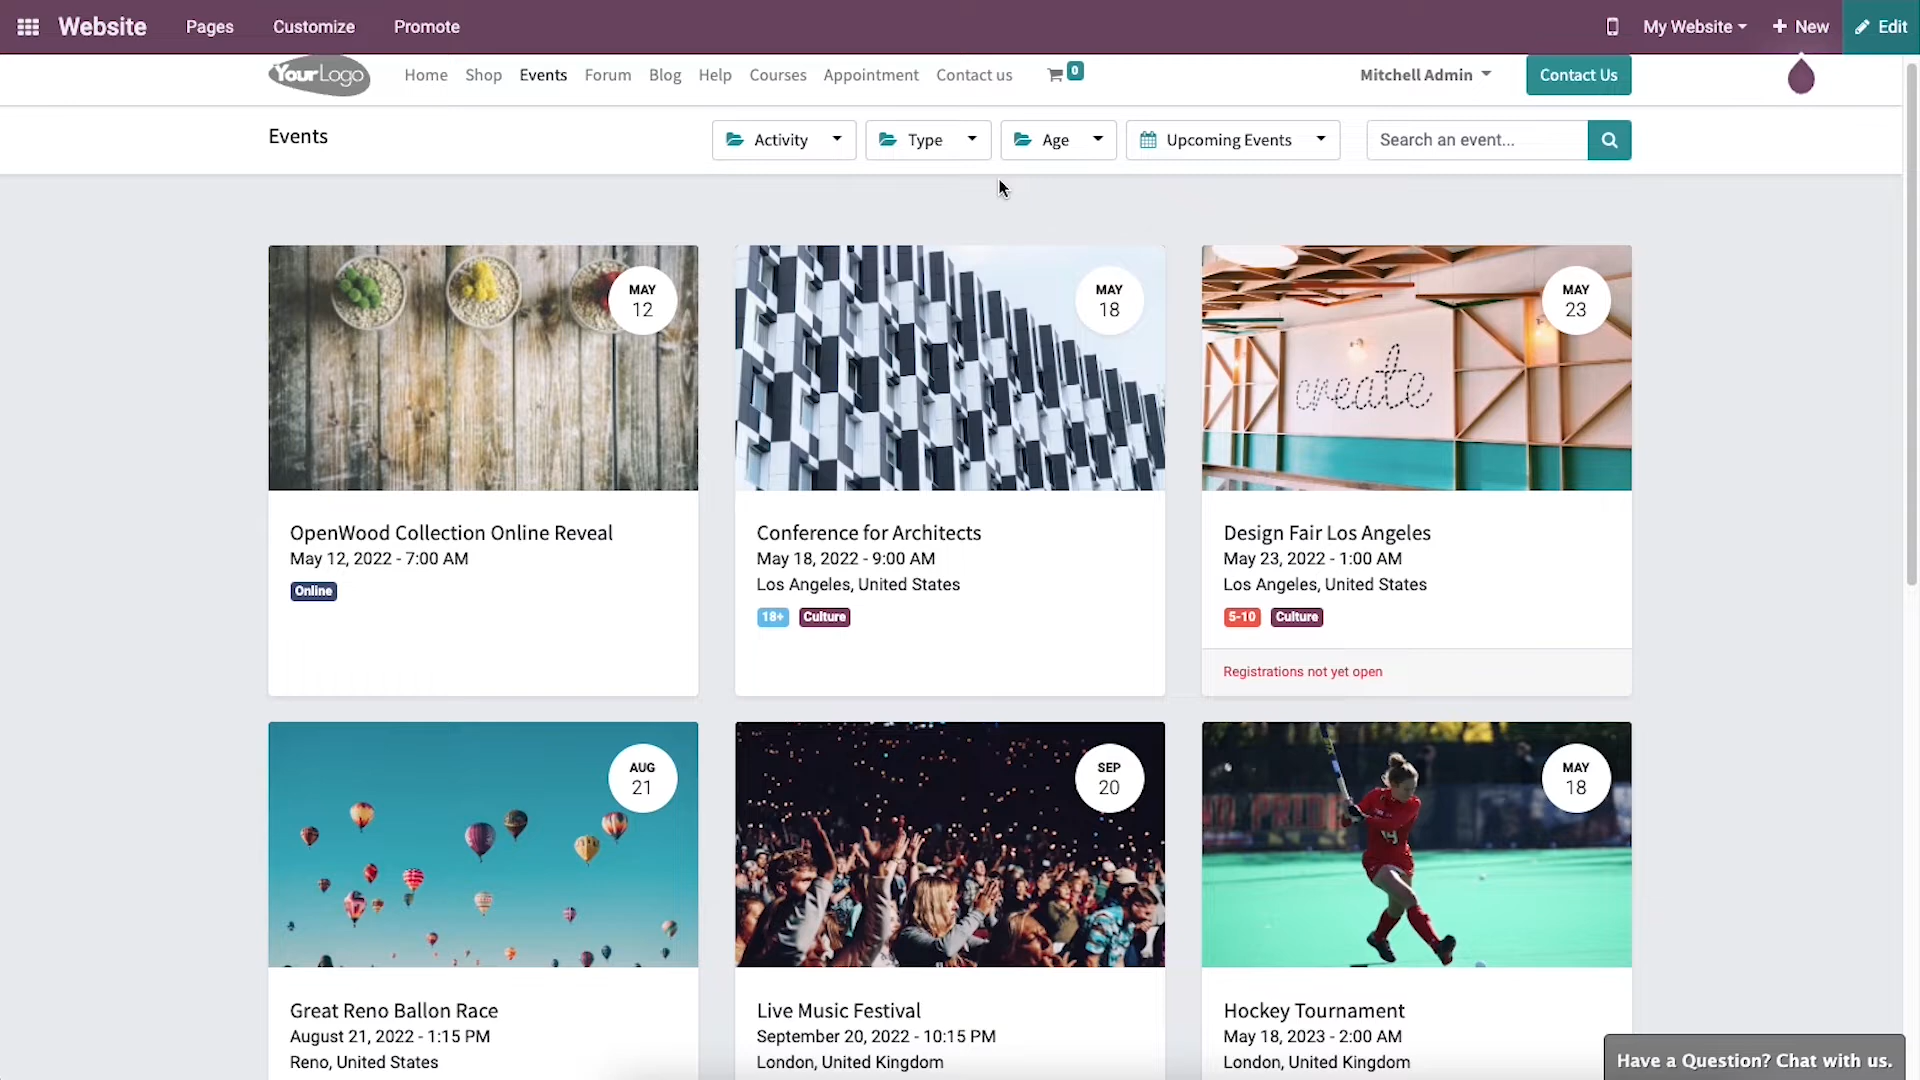 Website Pages Customize Promote My Website New Edit
YourLogo Home Shop Events Forum Blog Help Courses Appointment Contact us 0 Mitchell Admin Contact Us
Events Activity Type Age Upcoming Events Search an event...
MAY
12
MAY
18
MAY
23
create
OpenWood Collection Online Reveal
May 12, 2022 - 7:00 AM
Online
Conference for Architects
May 18, 2022 - 9:00 AM
Los Angeles, United States
18+ Culture
Design Fair Los Angeles
May 23, 2022 - 1:00 AM
Los Angeles, United States
5-10 Culture
Registrations not yet open
AUG
21
SEP
20
MAY
18
14
Great Reno Ballon Race
August 21, 2022 - 1:15 PM
Reno, United States
Live Music Festival
September 20, 2022 - 10:15 PM
London, United Kingdom
Hockey Tournament
May 18, 2023 - 2:00 AM
London, United Kingdom
Have a Question? Chat with us.